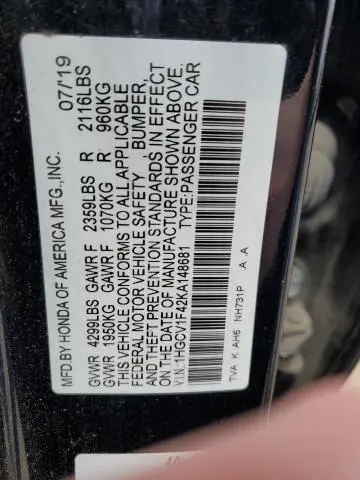 MFD.BY HONDA OF AMERICA MFG.,INC. 07/19
GVWR 4299LBS GAWR F 2359LBS R 2116LBS
GVWR 1950KG GAWR F 1070KG R 960KG
THIS VEHICLE CONFORMS TO ALL APPLICABLE
FEDERAL MOTOR VEHICLE SAFETY BUMPER,
AND THEFT PREVENTION STANDARDS IN EFFECT
ON THE DATE OF MANUFACTURE SHOWN ABOVE.
V.I.N.:1HGCV1F42KA148681 TYPE:PASSENGER CAR
TVA K AH6 NH731P A A